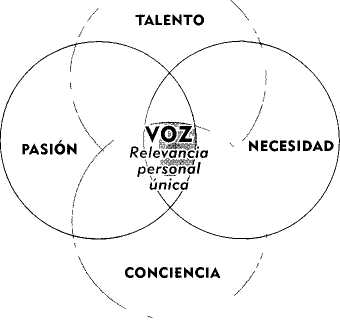 TALENTO
PASIÓN
VOZ
Relevancia
personal
única
NECESIDAD
CONCIENCIA